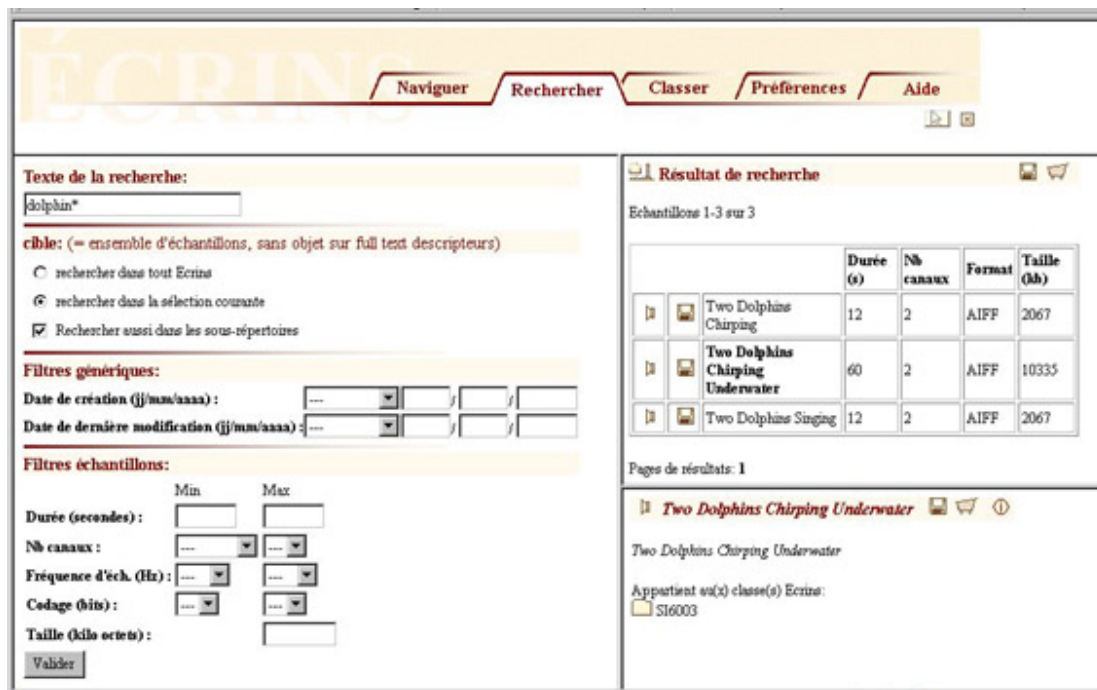 ÉCRINS
Naviguer Rechercher Classer Préférences Aide
Texte de la recherche:
dolphin*
cible: (= ensemble d'échantillons, sans objet sur full text descripteurs)
rechercher dans tout Ecrins
rechercher dans la sélection courante
Rechercher aussi dans les sous-répertoires
Filtres génériques:
Date de création (jj/mm/aaaa) : --- / /
Date de dernière modification (jj/mm/aaaa) : --- / /
Filtres échantillons:
Min Max
Durée (secondes) :
Nb canaux : --- ---
Fréquence d'éch. (Hz) : --- ---
Codage (bits) : --- ---
Taille (kilo octets) :
Valider
Résultat de recherche
Echantillons 1-3 sur 3
Durée (s) Nb canaux Format Taille (kb)
Two Dolphins Chirping 12 2 AIFF 2067
Two Dolphins Chirping Underwater 60 2 AIFF 10335
Two Dolphins Singing 12 2 AIFF 2067
Pages de résultats: 1
Two Dolphins Chirping Underwater
Two Dolphins Chirping Underwater
Appartient au(x) classe(s) Ecrins:
SI6003